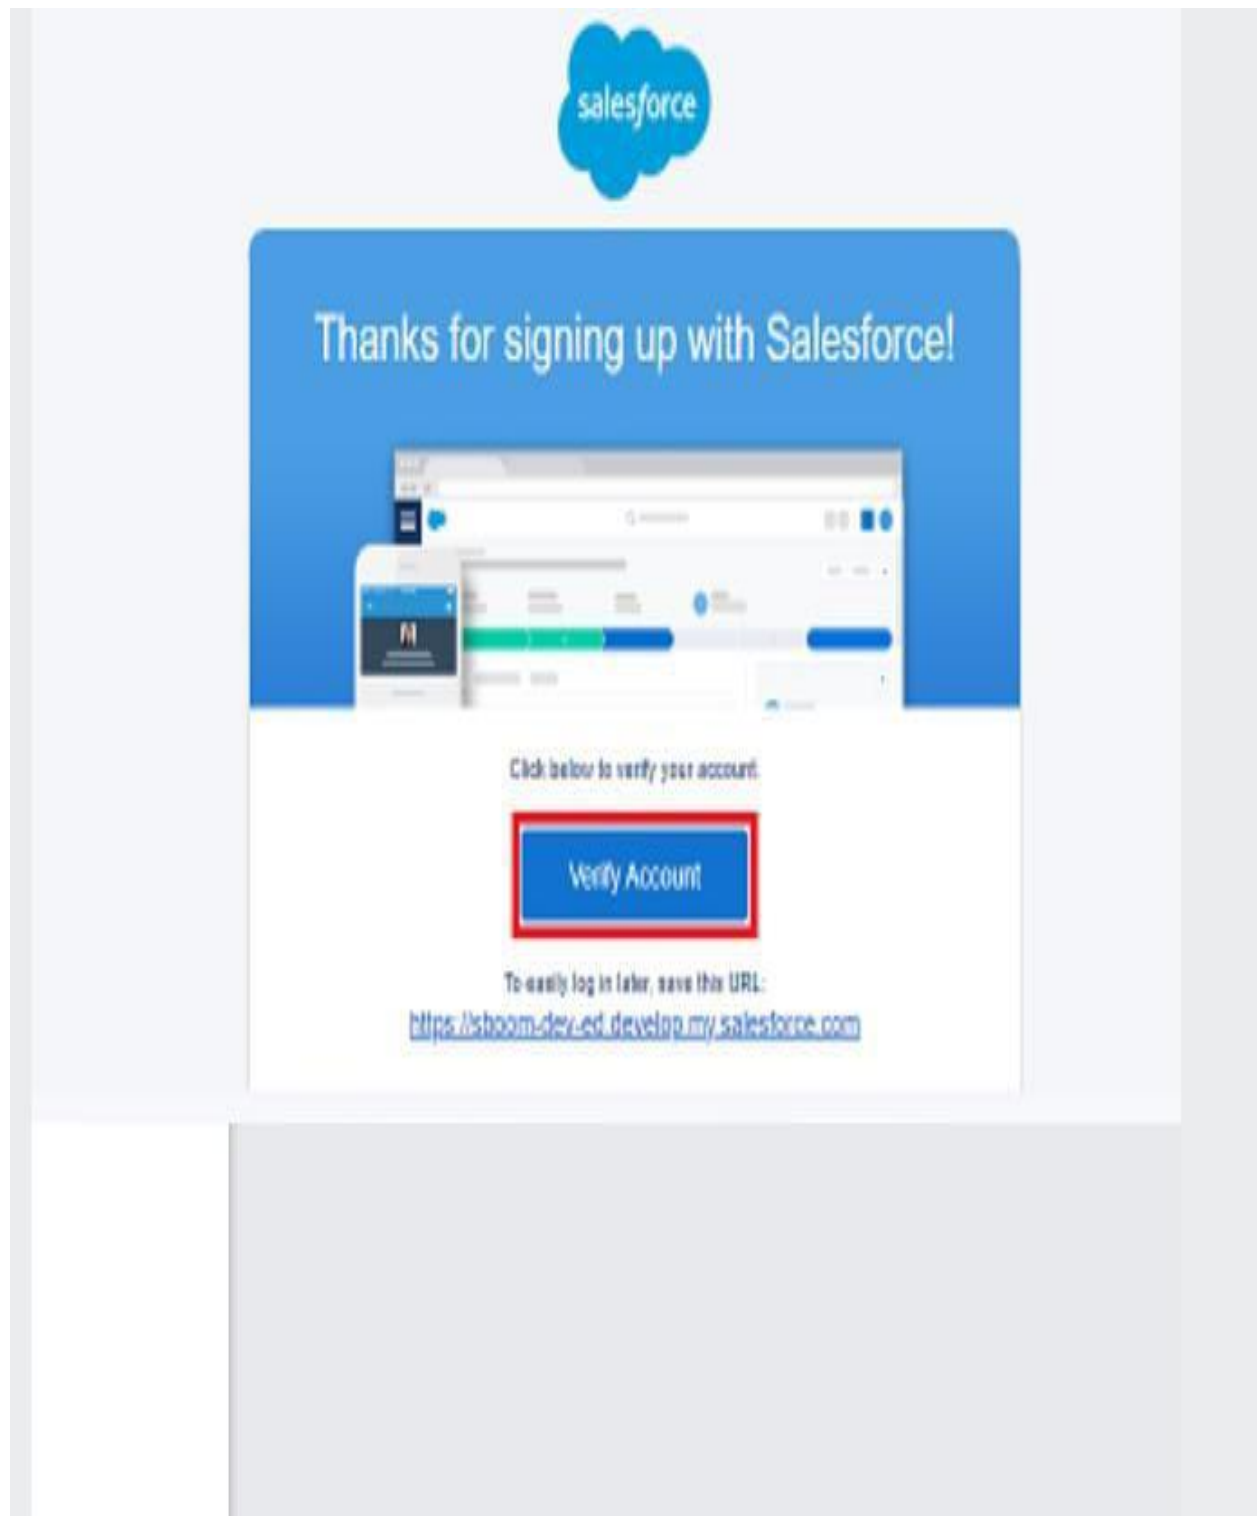 salesforce
Thanks for signing up with Salesforce!
Click below to verify your account.
Verify Account
To easily log in later, save this URL:
https://sboom-dev-ed.develop.my.salesforce.com